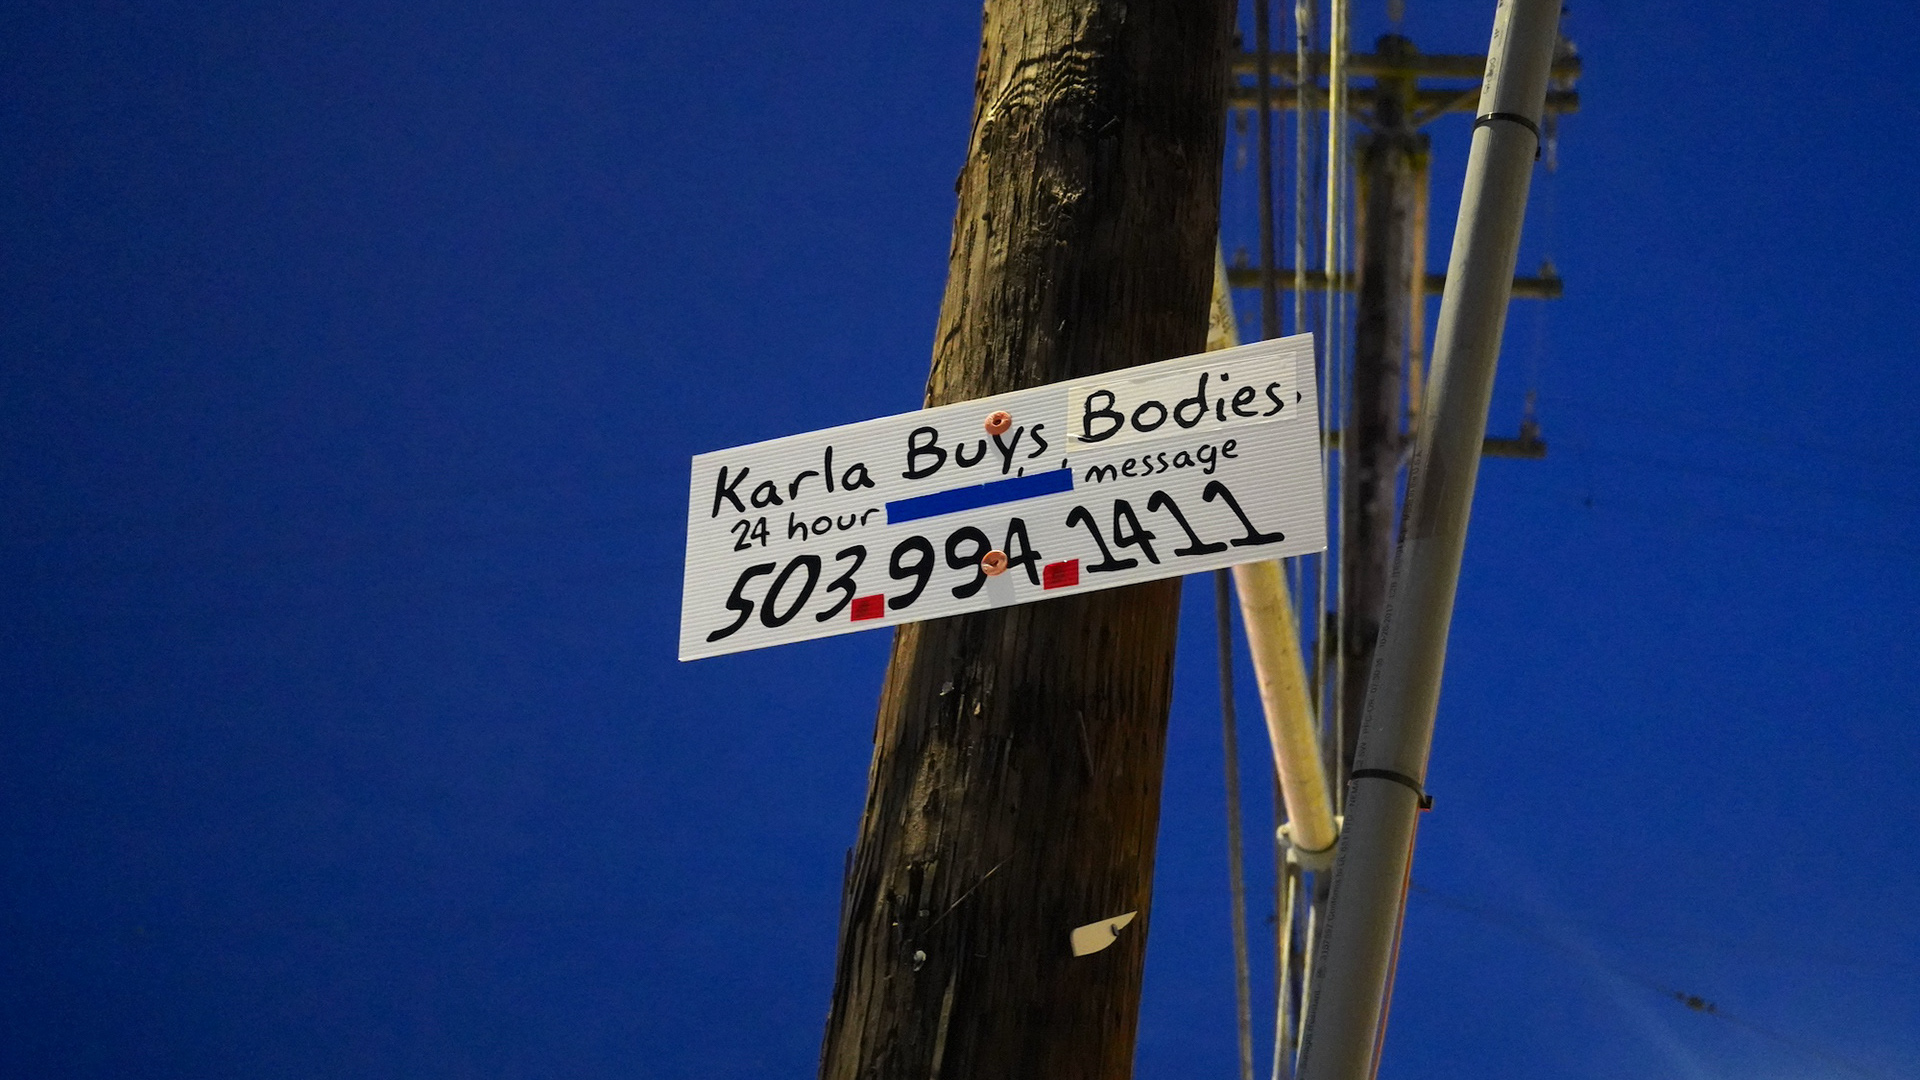 Karla Buys Bodies.
24 hour message
503.994.1411